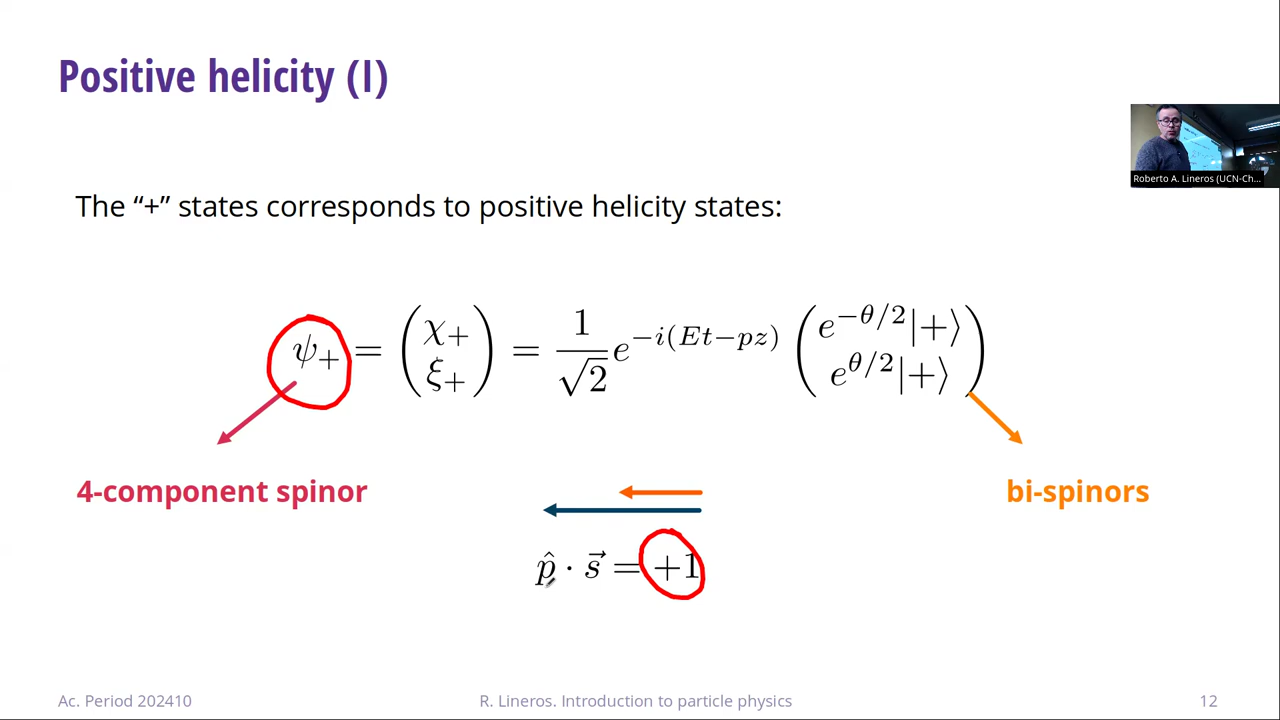 Positive helicity (I)
Roberto A. Lineros (UCN-Ch...
The “+” states corresponds to positive helicity states:
ψ₊ = (χ₊ ξ₊) = 1/√2 e^{-i(Et-pz)} (e^{-θ/2}|+⟩ e^{θ/2}|+⟩)
4-component spinor
bi-spinors
p̂ · s⃗ = +1
Ac. Period 202410
R. Lineros. Introduction to particle physics
12